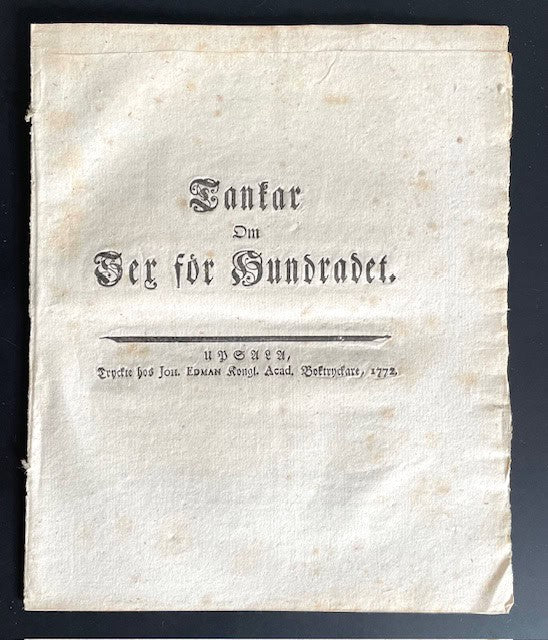 Tankar
Om
Sex för Hundradet.
UPSALA,
Tryckte hos JOH. EDMAN Kongl. Acad. Boktryckare, 1772.